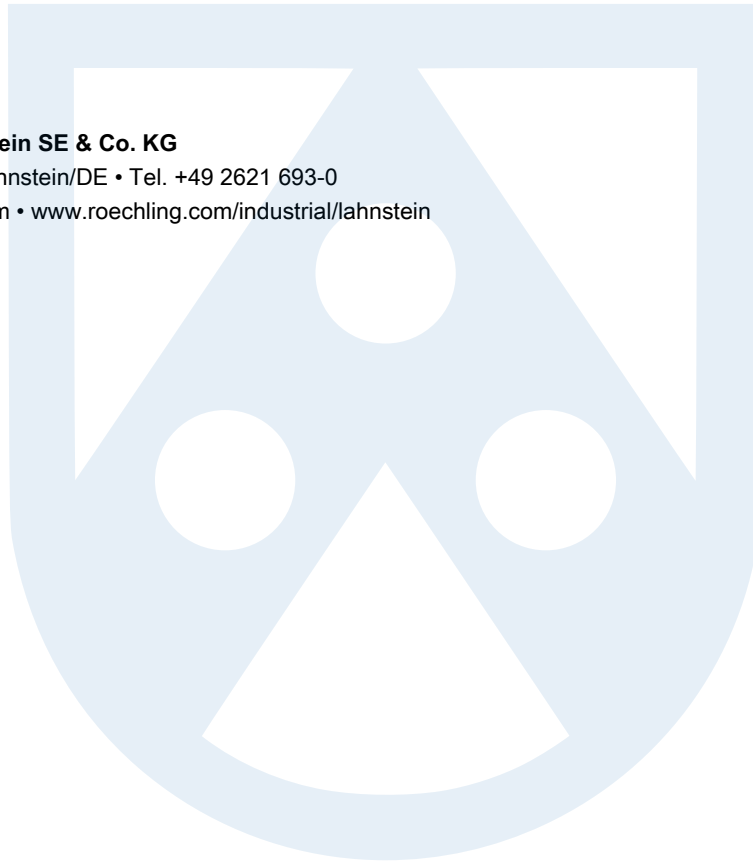 ein SE & Co. KG
hnstein/DE • Tel. +49 2621 693-0
• www.roechling.com/industrial/lahnstein